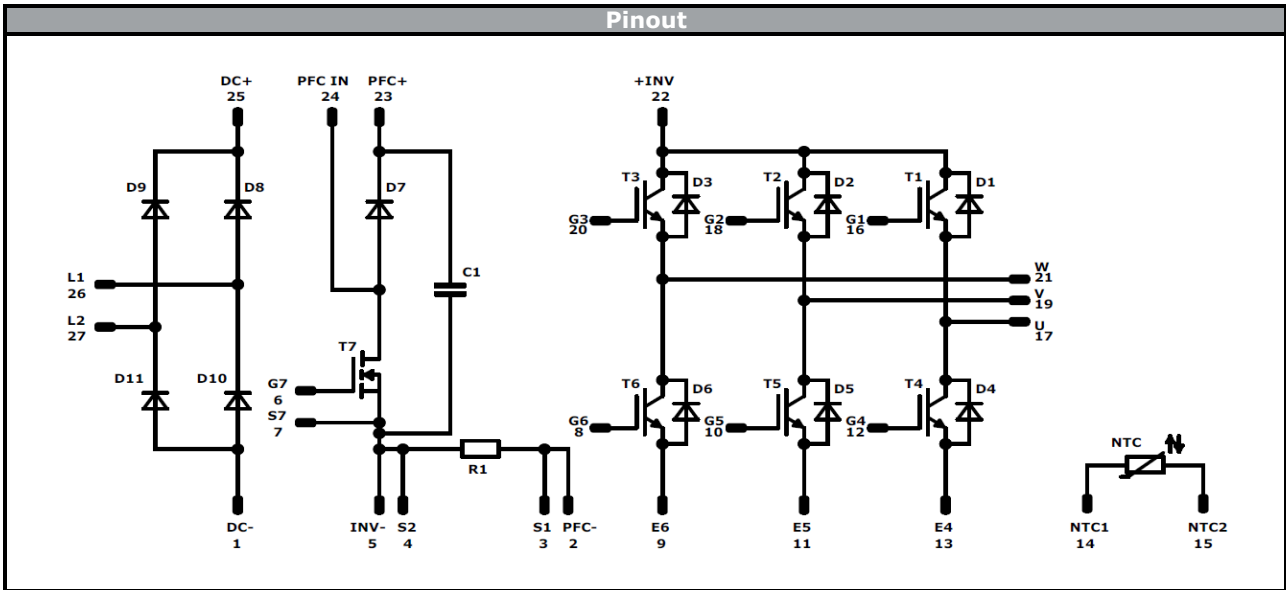 Pinout
DC+ PFC IN PFC+ +INV
25 24 23 22
D9 D8 D7 T3 D3 T2 D2 T1 D1
G3 G2 G1
20 18 16
L1
26
C1
W
21
V
19
L2
27
U
17
T7
D11 D10 G7
6
T6 D6 T5 D5 T4 D4
S7
7
G6 G5 G4
8 10 12
R1
NTC
DC- INV- S2 S1 PFC- E6 E5 E4 NTC1 NTC2
1 5 4 3 2 9 11 13 14 15